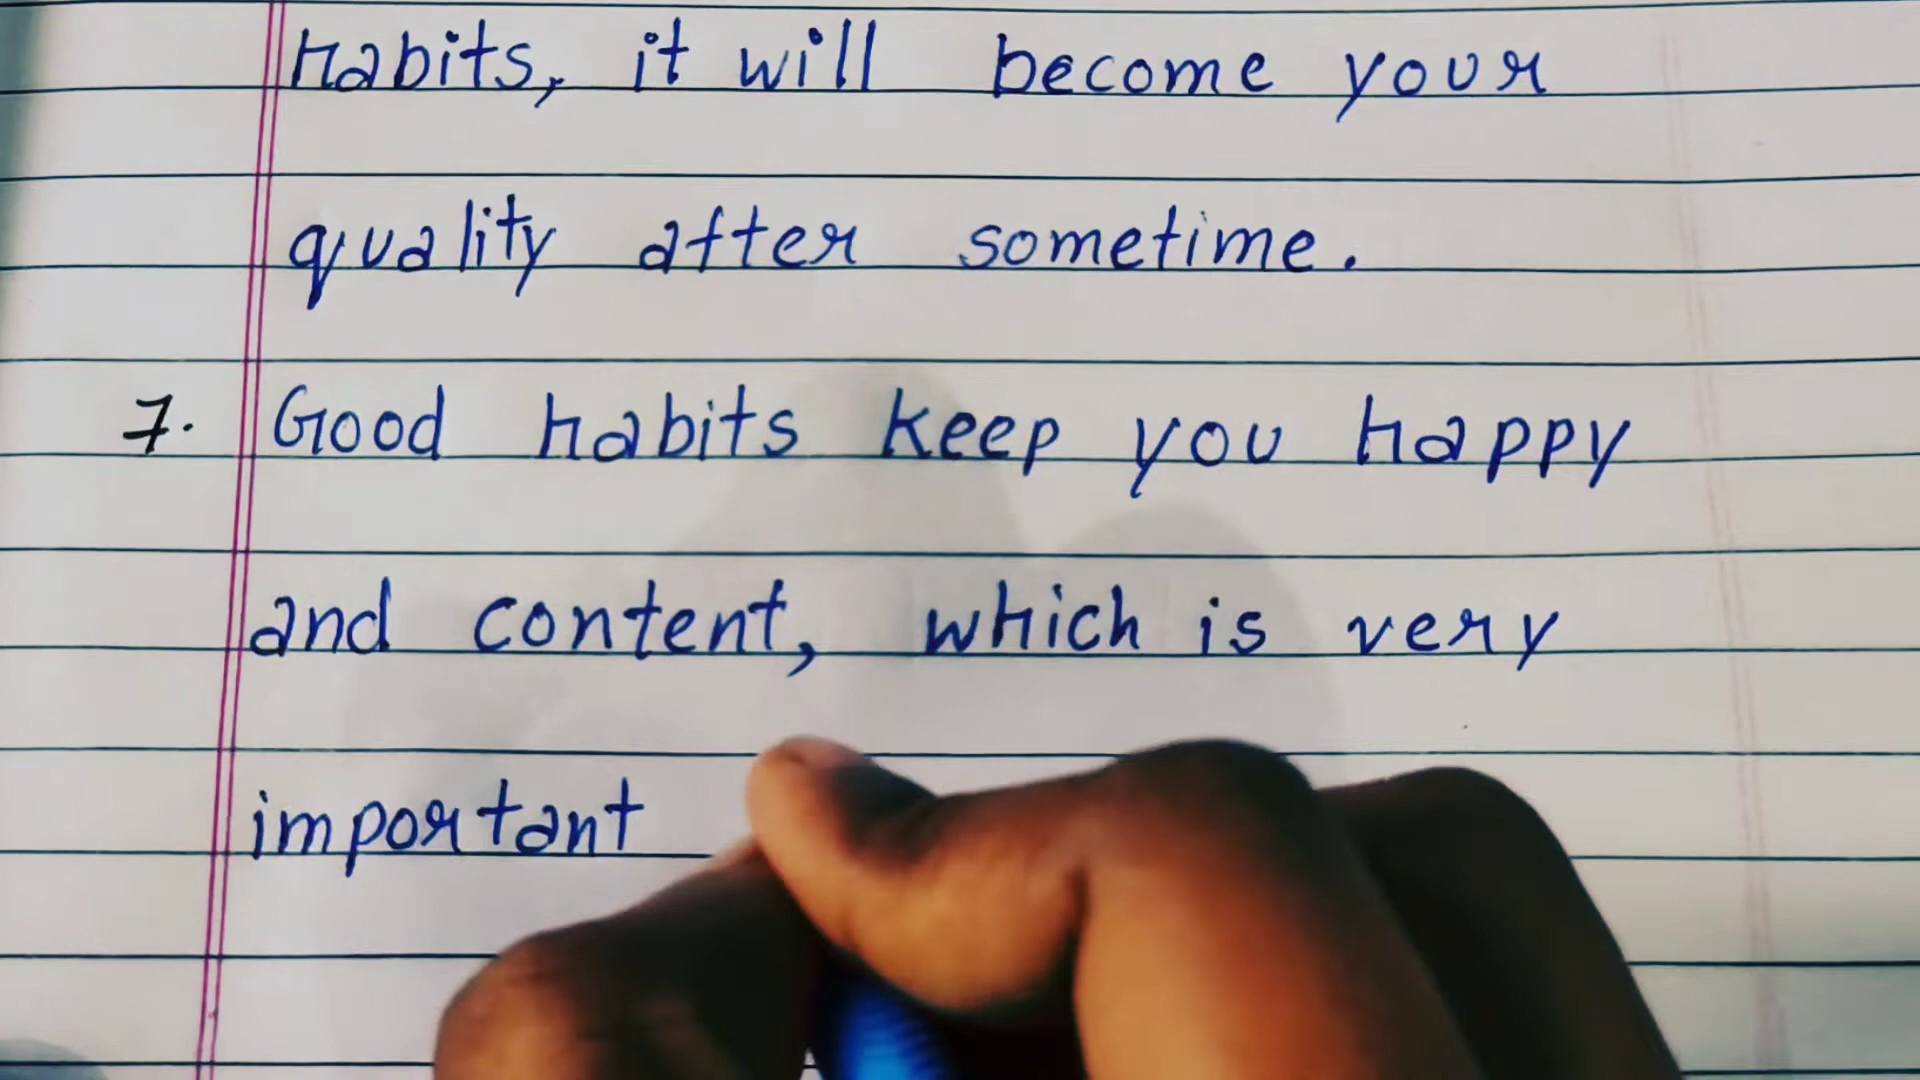 habits, it will become your
quality after sometime.
7. Good habits keep you happy
and content, which is very
important